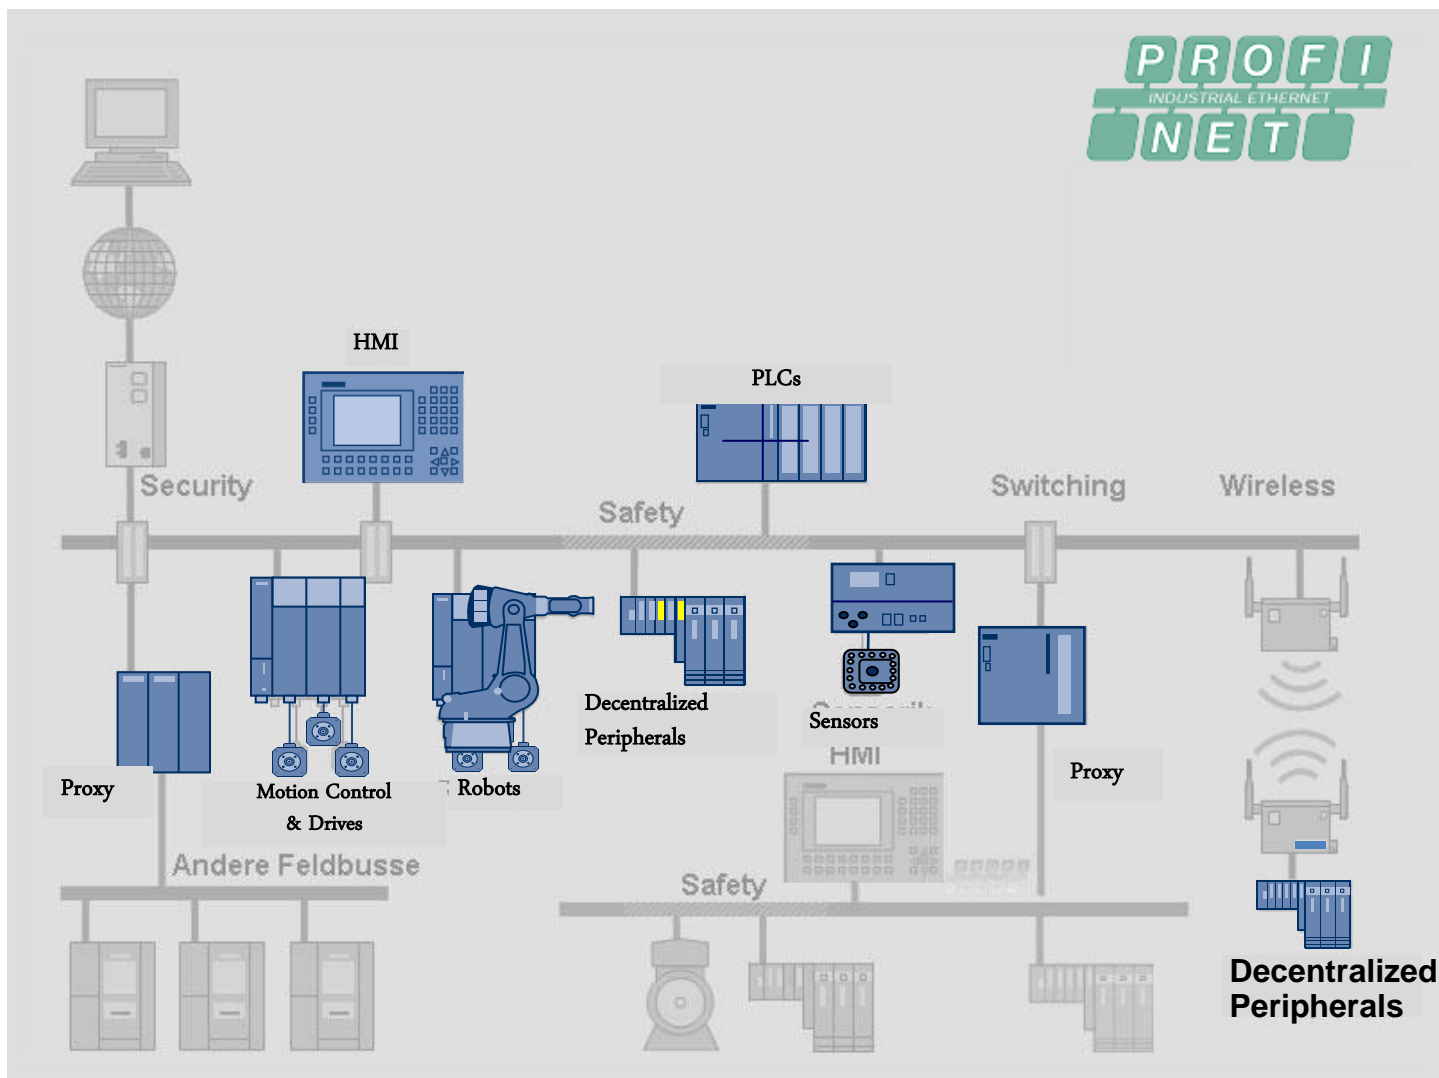 PROFI
INDUSTRIAL ETHERNET
NET
HMI
PLCs
Security
Safety
Switching
Wireless
Decentralized
Peripherals
Sensors
HMI
Proxy
Proxy
Motion Control
& Drives
Robots
Andere Feldbusse
Safety
Decentralized
Peripherals